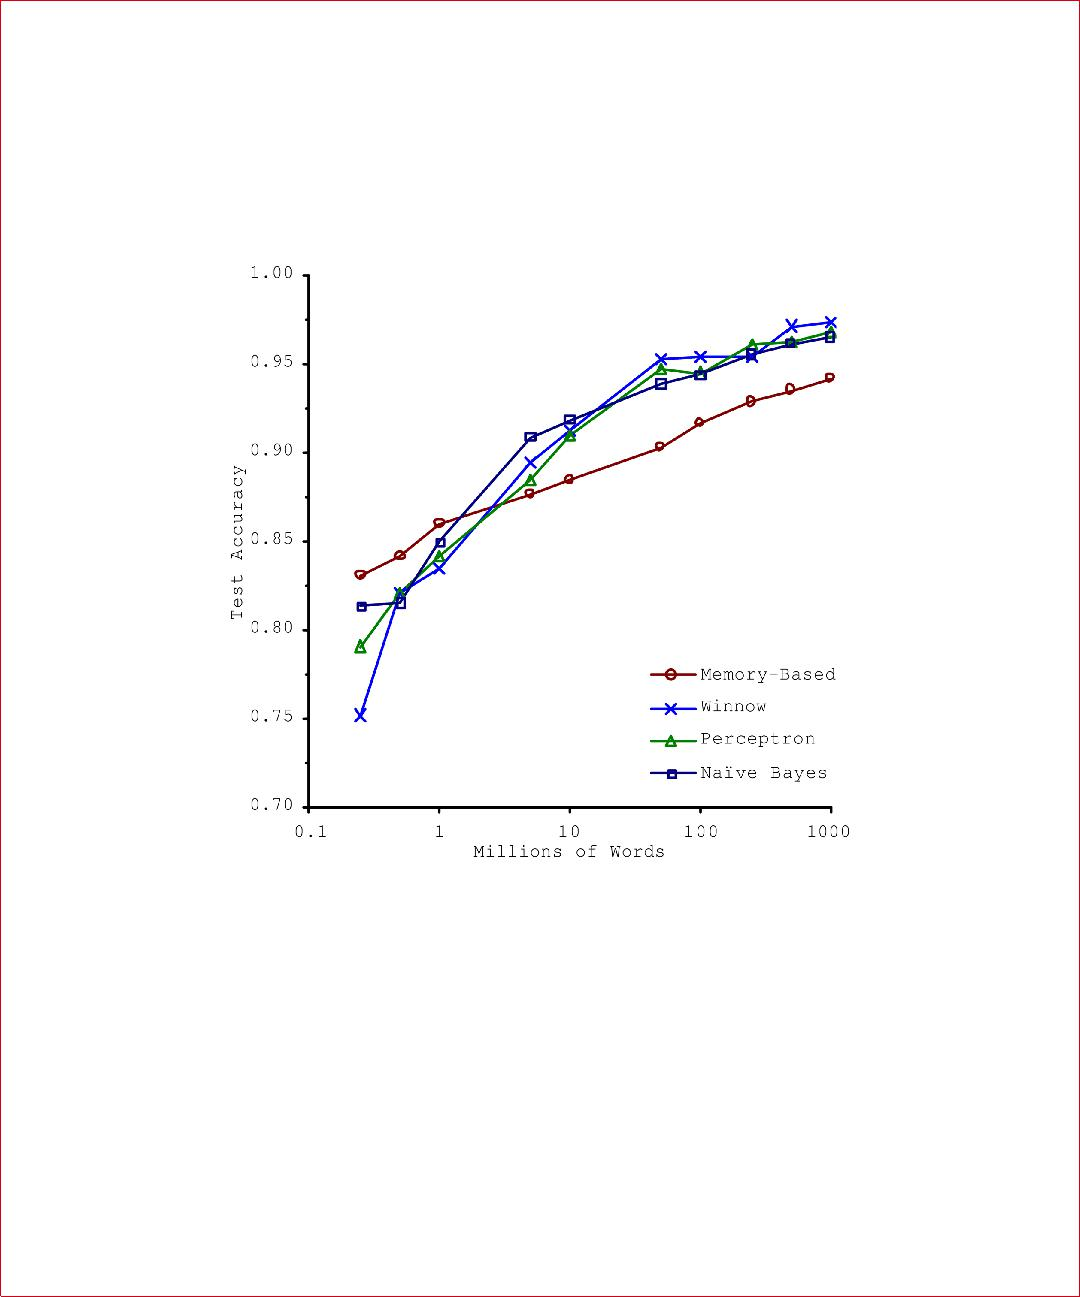 1.00
0.95
0.90
0.85
0.80
0.75
0.70
Test Accuracy
0.1 1 10 100 1000
Millions of Words
Memory-Based
Winnow
Perceptron
Naïve Bayes